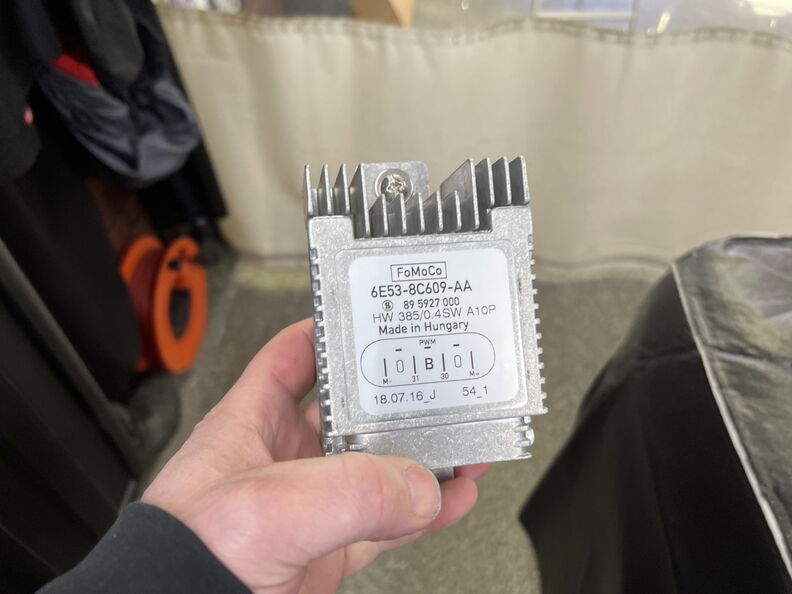 FoMoCo
6E53-8C609-AA
89 5927 000
HW 385/0.4SW A10P
Made in Hungary
PWM
0 B 0
M- 31 30 M+
18.07.16_J 54_1